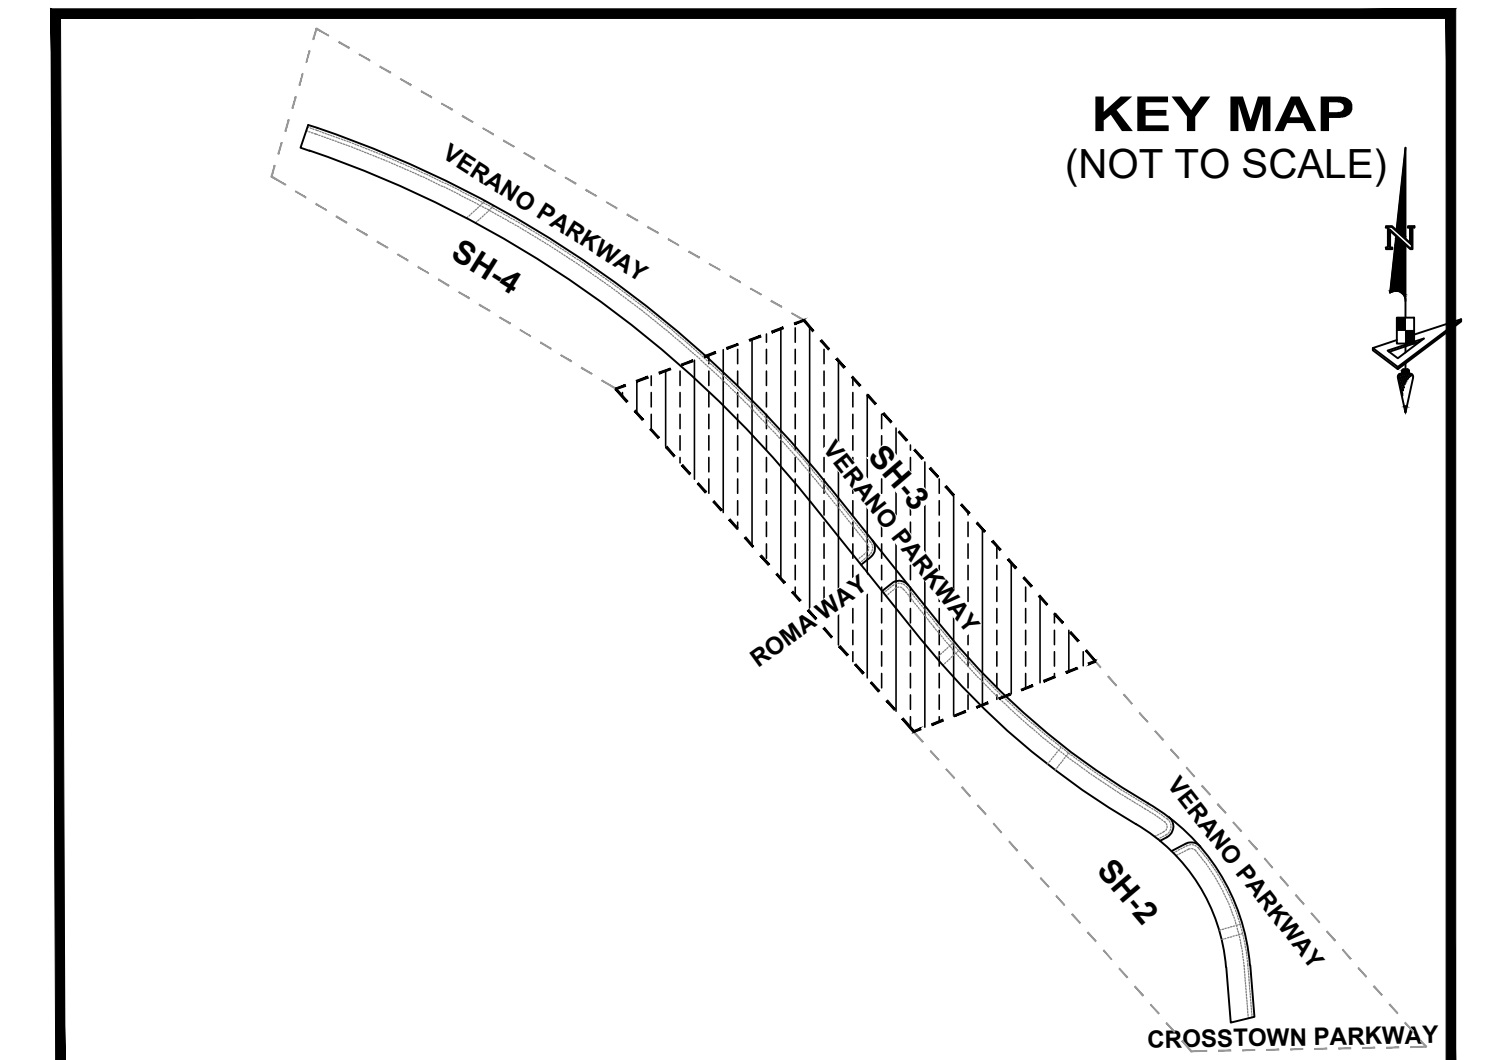 KEY MAP
(NOT TO SCALE)
N
VERANO PARKWAY
SH-4
SH-3
VERANO PARKWAY
ROMA WAY
VERANO PARKWAY
SH-2
CROSSTOWN PARKWAY